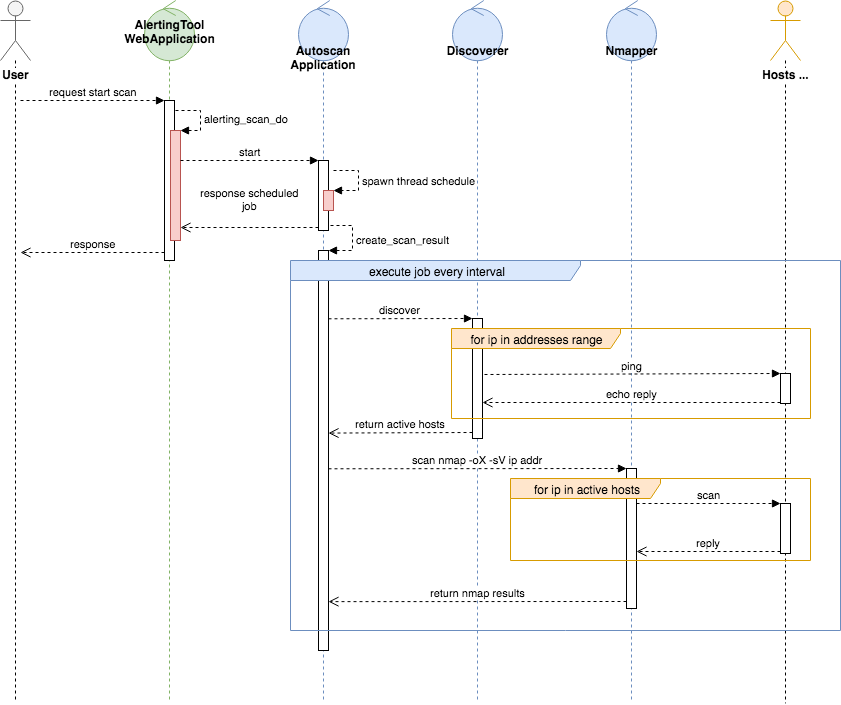 User
AlertingTool
WebApplication
Autoscan
Application
Discoverer
Nmapper
Hosts ...
request start scan
alerting_scan_do
start
spawn thread schedule
response scheduled
job
response
create_scan_result
execute job every interval
discover
for ip in addresses range
ping
echo reply
return active hosts
scan nmap -oX -sV ip addr
for ip in active hosts
scan
reply
return nmap results